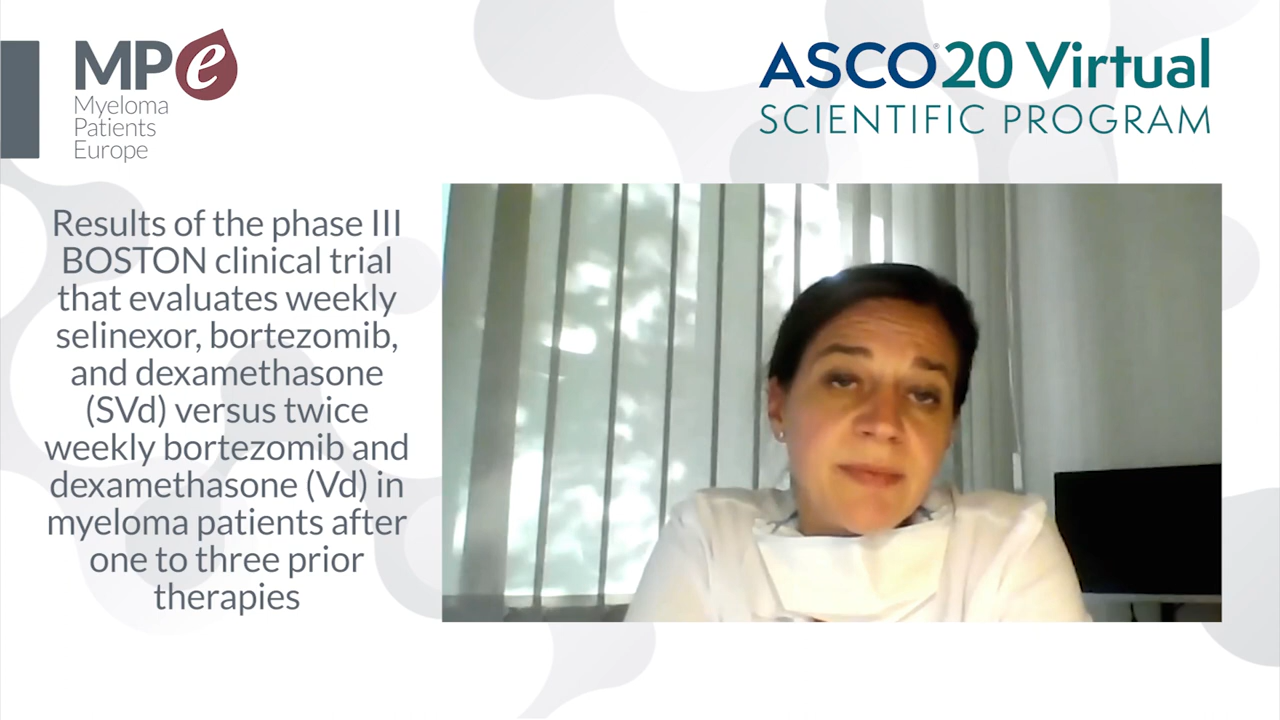 MPe
Myeloma
Patients
Europe
ASCO®20 Virtual
SCIENTIFIC PROGRAM
Results of the phase III
BOSTON clinical trial
that evaluates weekly
selinexor, bortezomib,
and dexamethasone
(SVd) versus twice
weekly bortezomib and
dexamethasone (Vd) in
myeloma patients after
one to three prior
therapies